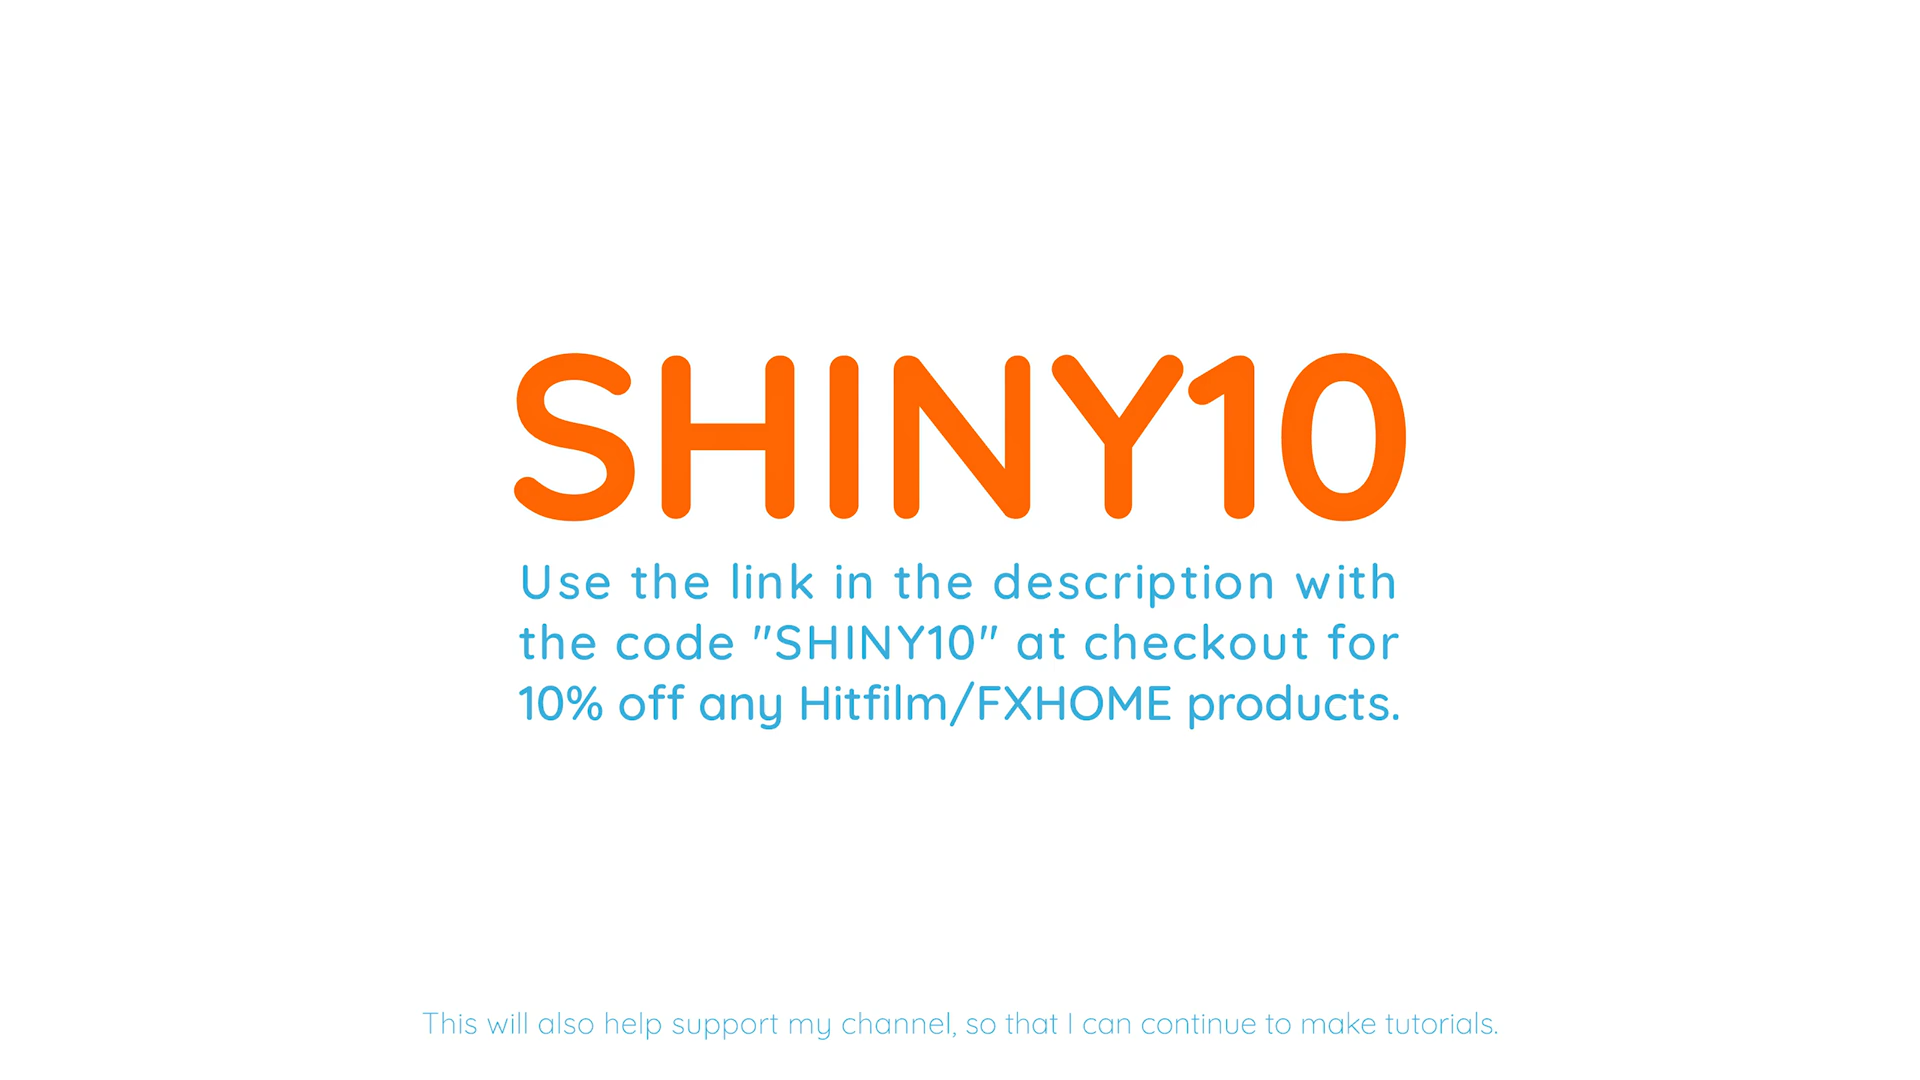 SHINY10
Use the link in the description with
the code "SHINY10" at checkout for
10% off any Hitfilm/FXHOME products.
This will also help support my channel, so that I can continue to make tutorials.